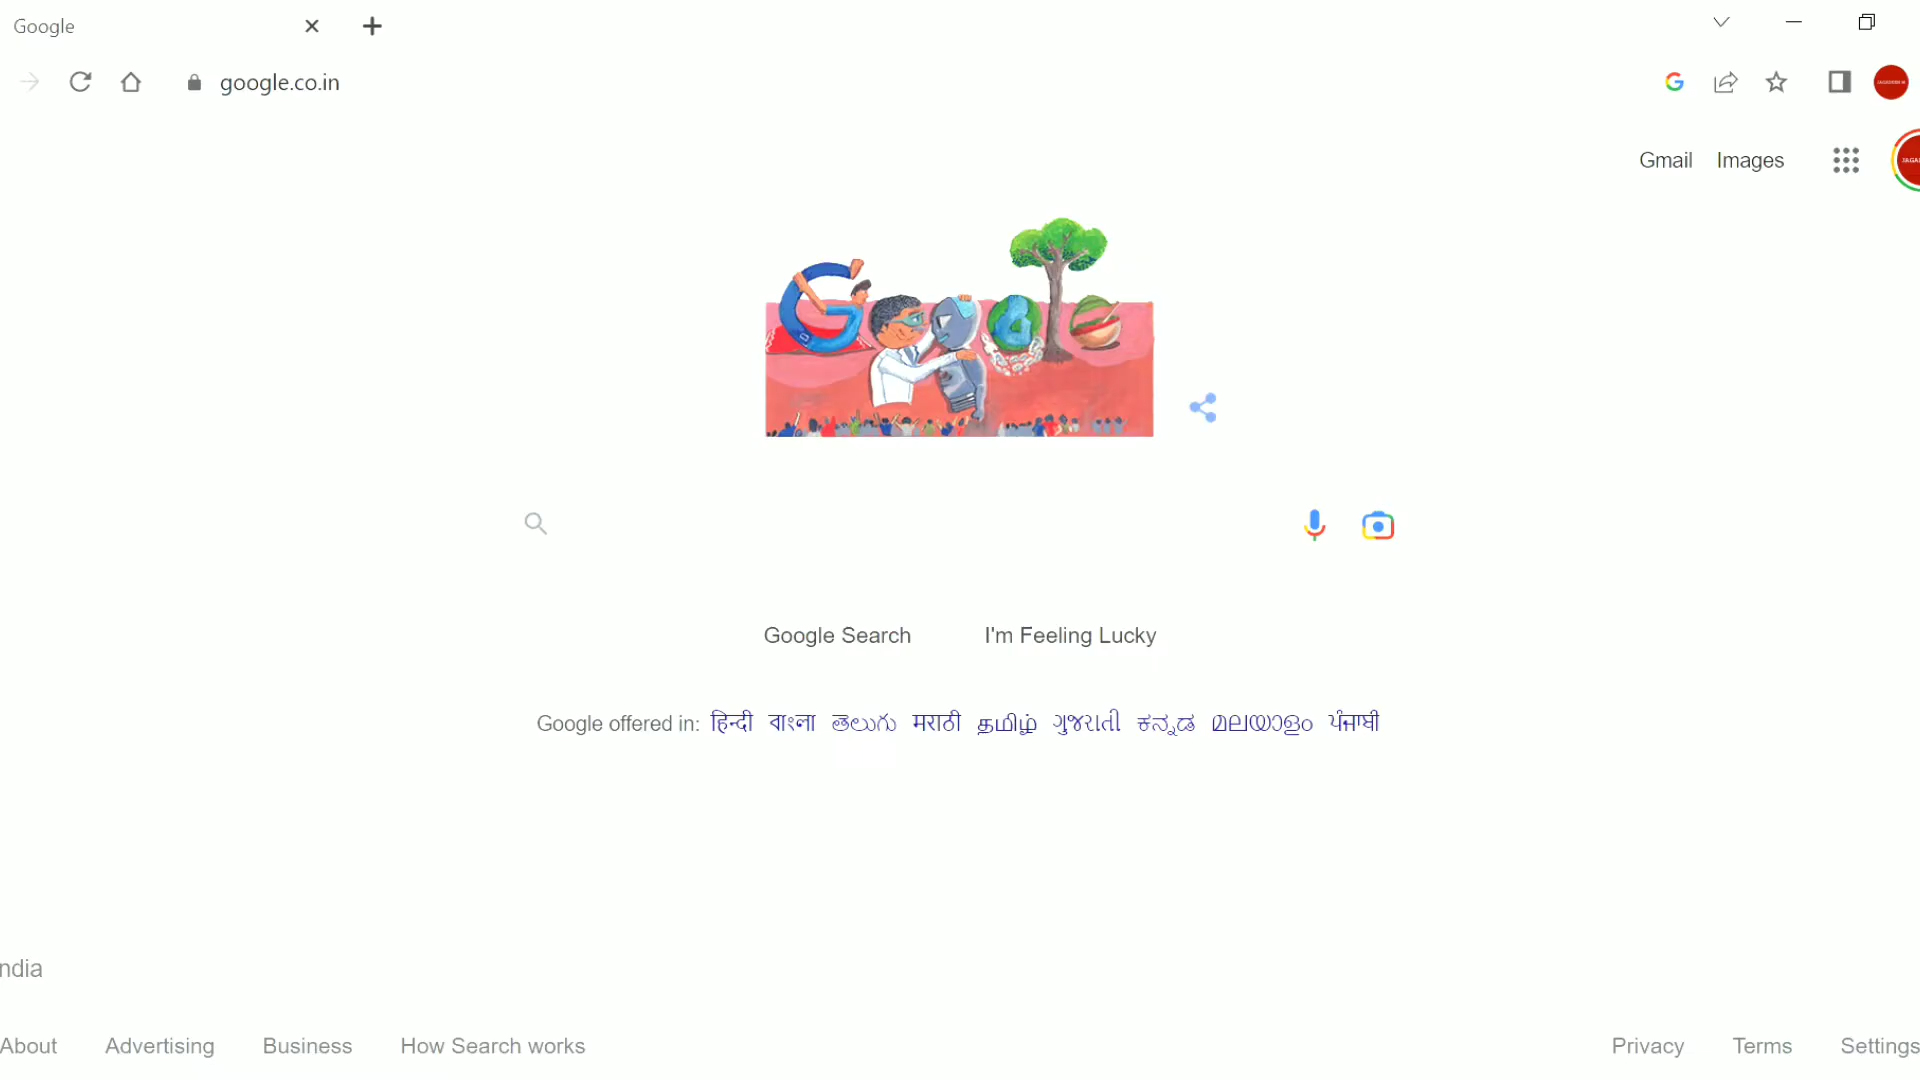 Google
google.co.in
Gmail Images
Google Search I'm Feeling Lucky
Google offered in: हिन्दी বাংলা తెలుగు मराठी தமிழ் ગુજરાતી ಕನ್ನಡ മലയാളം ਪੰਜਾਬੀ
ndia
About Advertising Business How Search works Privacy Terms Settings